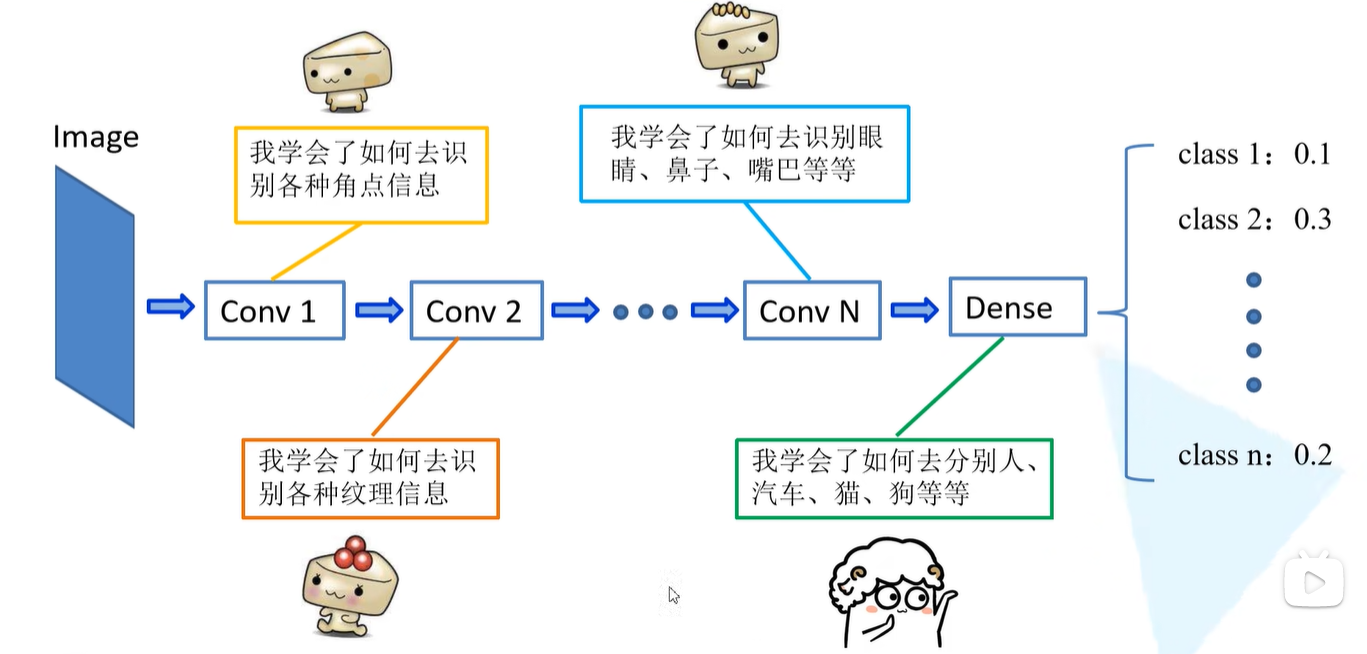 Image
我学会了如何去识
别各种角点信息
我学会了如何去识别眼
睛、鼻子、嘴巴等等
Conv 1
Conv 2
Conv N
Dense
我学会了如何去识
别各种纹理信息
我学会了如何去分别人、
汽车、猫、狗等等
class 1：0.1
class 2：0.3
class n：0.2